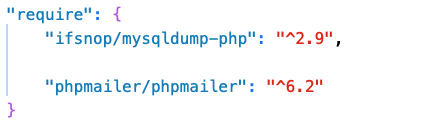 "require": {
    "ifsnop/mysqldump-php": "^2.9",
    "phpmailer/phpmailer": "^6.2"
}